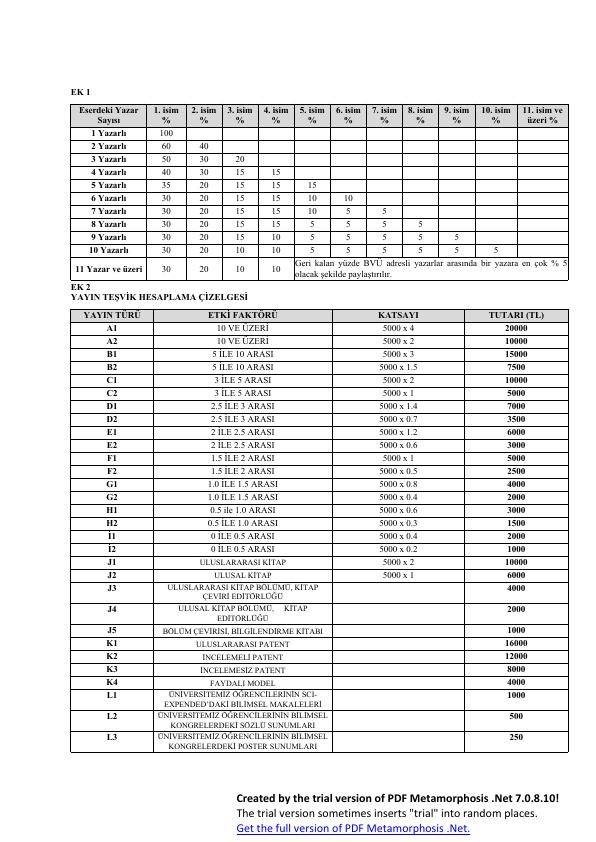 EK 1
Eserdeki Yazar Sayısı 1. isim % 2. isim % 3. isim % 4. isim % 5. isim % 6. isim % 7. isim % 8. isim % 9. isim % 10. isim % 11. isim ve üzeri %
1 Yazarlı 100
2 Yazarlı 60 40
3 Yazarlı 50 30 20
4 Yazarlı 40 30 15 15
5 Yazarlı 35 20 15 15 15
6 Yazarlı 30 20 15 15 10 10
7 Yazarlı 30 20 15 15 10 5 5
8 Yazarlı 30 20 15 15 5 5 5 5
9 Yazarlı 30 20 15 10 5 5 5 5 5
10 Yazarlı 30 20 10 10 5 5 5 5 5 5
11 Yazar ve üzeri 30 20 10 10 Geri kalan yüzde BVÜ adresli yazarlar arasında bir yazara en çok % 5
olacak şekilde paylaştırılır.
EK 2
YAYIN TEŞVİK HESAPLAMA ÇİZELGESİ
YAYIN TÜRÜ ETKİ FAKTÖRÜ KATSAYI TUTARI (TL)
A1 10 VE ÜZERİ 5000 x 4 20000
A2 10 VE ÜZERİ 5000 x 2 10000
B1 5 İLE 10 ARASI 5000 x 3 15000
B2 5 İLE 10 ARASI 5000 x 1.5 7500
C1 3 İLE 5 ARASI 5000 x 2 10000
C2 3 İLE 5 ARASI 5000 x 1 5000
D1 2.5 İLE 3 ARASI 5000 x 1.4 7000
D2 2.5 İLE 3 ARASI 5000 x 0.7 3500
E1 2 İLE 2.5 ARASI 5000 x 1.2 6000
E2 2 İLE 2.5 ARASI 5000 x 0.6 3000
F1 1.5 İLE 2 ARASI 5000 x 1 5000
F2 1.5 İLE 2 ARASI 5000 x 0.5 2500
G1 1.0 İLE 1.5 ARASI 5000 x 0.8 4000
G2 1.0 İLE 1.5 ARASI 5000 x 0.4 2000
H1 0.5 ile 1.0 ARASI 5000 x 0.6 3000
H2 0.5 İLE 1.0 ARASI 5000 x 0.3 1500
İ1 0 İLE 0.5 ARASI 5000 x 0.4 2000
İ2 0 İLE 0.5 ARASI 5000 x 0.2 1000
J1 ULUSLARARASI KİTAP 5000 x 2 10000
J2 ULUSAL KİTAP 5000 x 1 6000
J3 ULUSLARARASI KİTAP BÖLÜMÜ, KİTAP ÇEVİRİ EDİTÖRLÜĞÜ 4000
J4 ULUSAL KİTAP BÖLÜMÜ, KİTAP EDİTÖRLÜĞÜ 2000
J5 BÖLÜM ÇEVİRİSİ, BİLGİLENDİRME KİTABI 1000
K1 ULUSLARARASI PATENT 16000
K2 İNCELEMELİ PATENT 12000
K3 İNCELEMESİZ PATENT 8000
K4 FAYDALI MODEL 4000
L1 ÜNİVERSİTEMİZ ÖĞRENCİLERİNİN SCI-EXPENDED'DAKİ BİLİMSEL MAKALELERİ 1000
L2 ÜNİVERSİTEMİZ ÖĞRENCİLERİNİN BİLİMSEL KONGRELERDEKİ SÖZLÜ SUNUMLARI 500
L3 ÜNİVERSİTEMİZ ÖĞRENCİLERİNİN BİLİMSEL KONGRELERDEKİ POSTER SUNUMLARI 250
Created by the trial version of PDF Metamorphosis .Net 7.0.8.10!
The trial version sometimes inserts "trial" into random places.
Get the full version of PDF Metamorphosis .Net.